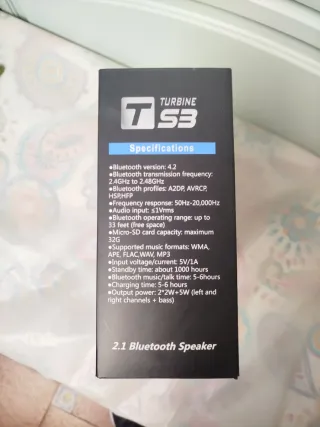 T TURBINE
S3
Specifications
●Bluetooth version: 4.2
●Bluetooth transmission frequency:
2.4GHz to 2.48GHz
●Bluetooth profiles: A2DP, AVRCP,
HSP,HFP
●Frequency response: 50Hz-20,000Hz
●Audio input: ≤1Vrms
●Bluetooth operating range: up to
33 feet (free space)
●Micro-SD card capacity: maximum
32G
●Supported music formats: WMA,
APE, FLAC,WAV, MP3
●Input voltage/current: 5V/1A
●Standby time: about 1000 hours
●Bluetooth music/talk time: 5-6hours
●Charging time: 5-6 hours
●Output power: 2*2W+5W (left and
right channels + bass)
2.1 Bluetooth Speaker